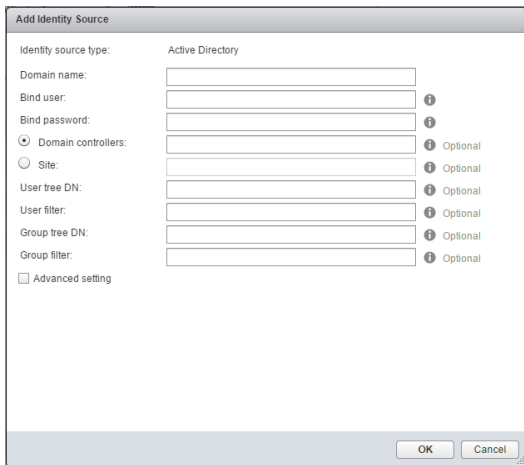 Add Identity Source
Identity source type: Active Directory
Domain name:
Bind user:
Bind password:
Domain controllers: Optional
Site: Optional
User tree DN: Optional
User filter: Optional
Group tree DN: Optional
Group filter: Optional
Advanced setting
OK Cancel